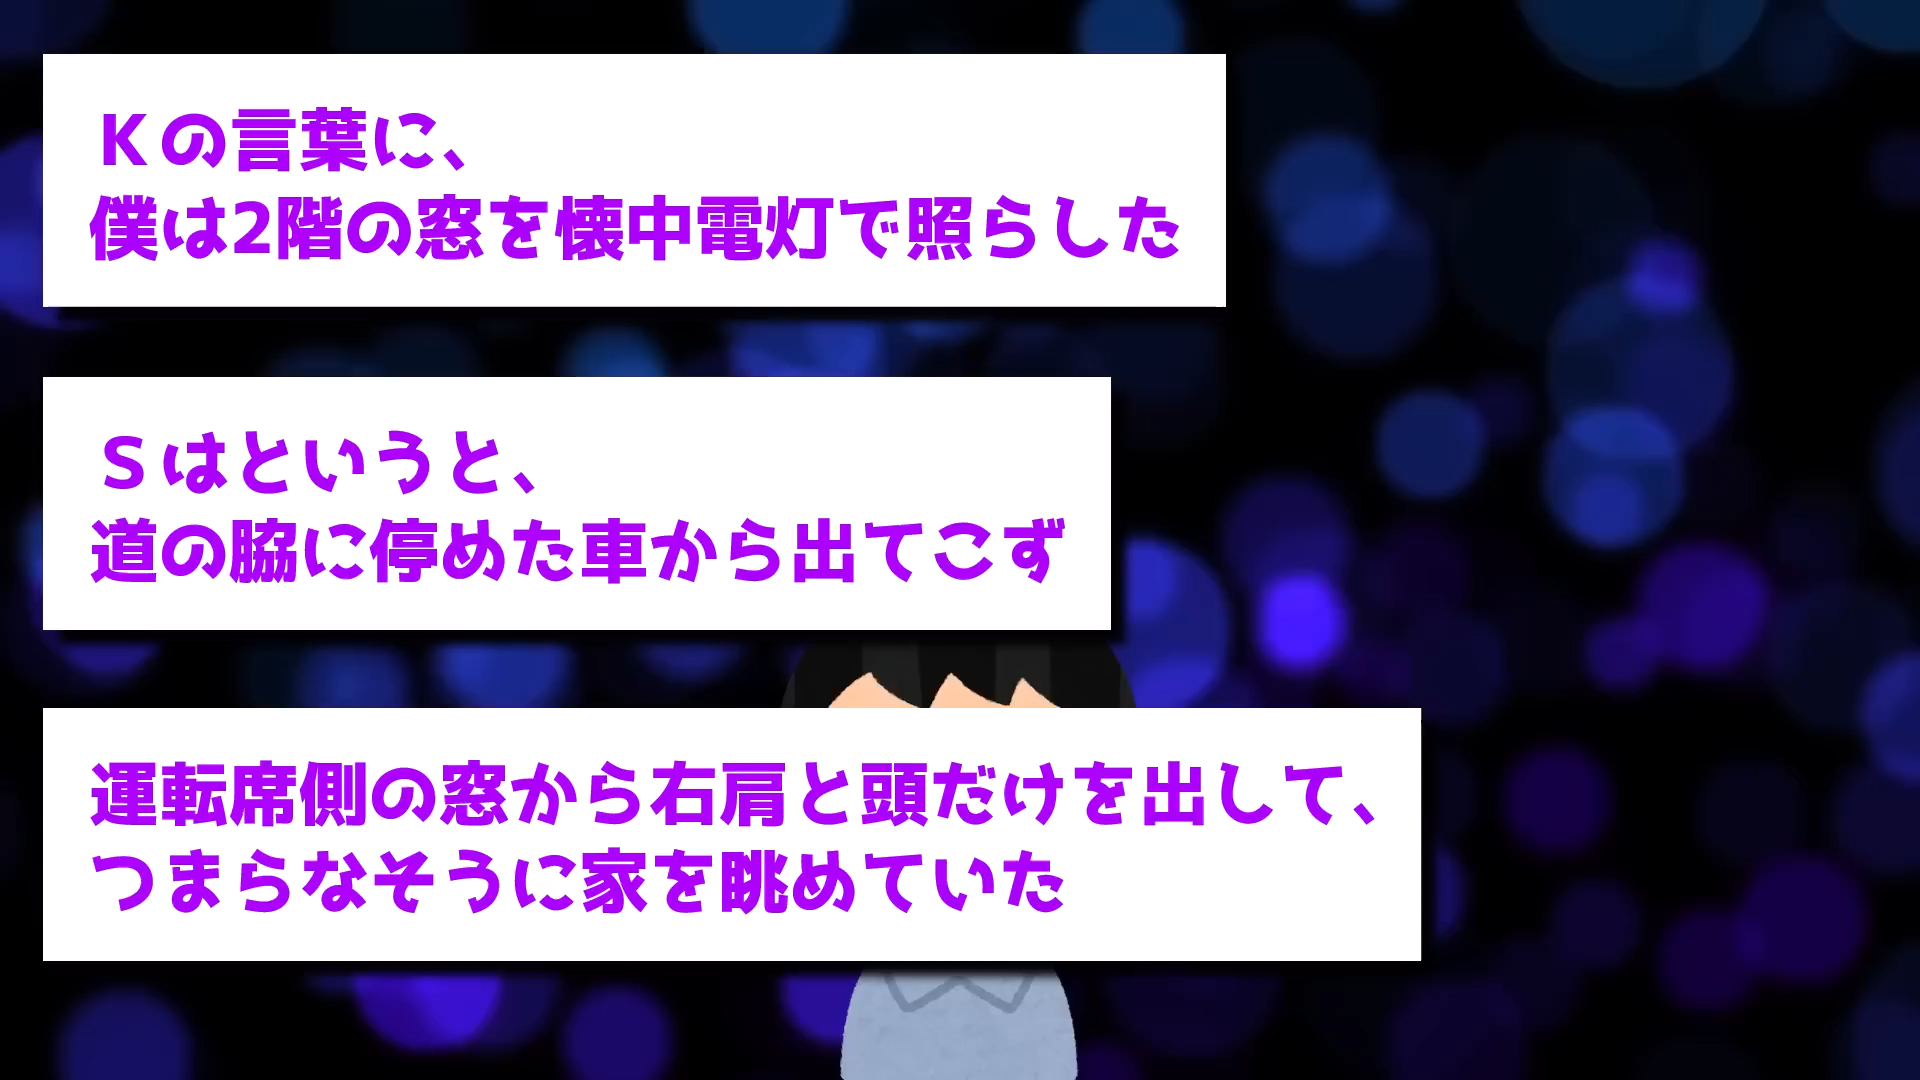 Ｋの言葉に、
僕は2階の窓を懐中電灯で照らした
Ｓはというと、
道の脇に停めた車から出てこず
運転席側の窓から右肩と頭だけを出して、
つまらなそうに家を眺めていた